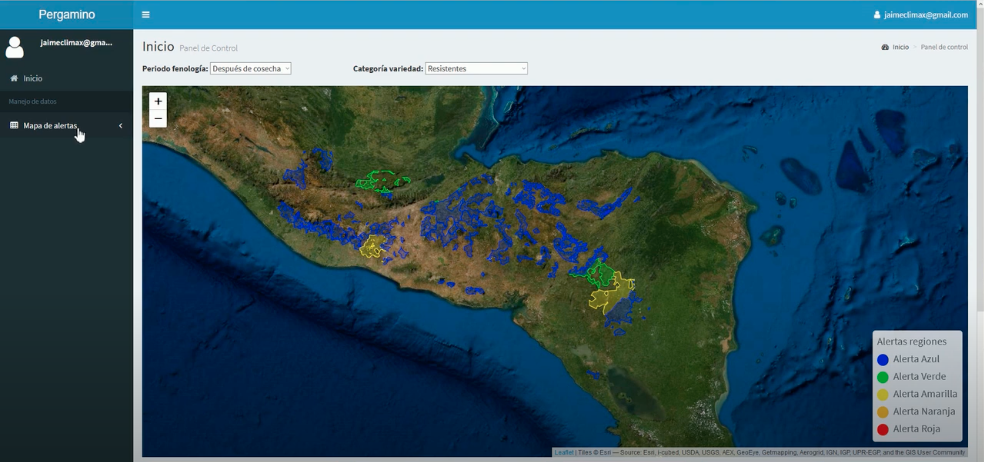 Pergamino
jaimeclimax@gmail.com
jaimeclimax@gma...
Inicio
Manejo de datos
Mapa de alertas
Inicio Panel de Control
Inicio Panel de control
Periodo fenología: Después de cosecha
Categoría variedad: Resistentes
+
−
Alertas regiones
Alerta Azul
Alerta Verde
Alerta Amarilla
Alerta Naranja
Alerta Roja
Leaflet | Tiles © Esri — Source: Esri, i-cubed, USDA, USGS, AEX, GeoEye, Getmapping, Aerogrid, IGN, IGP, UPR-EGP, and the GIS User Community